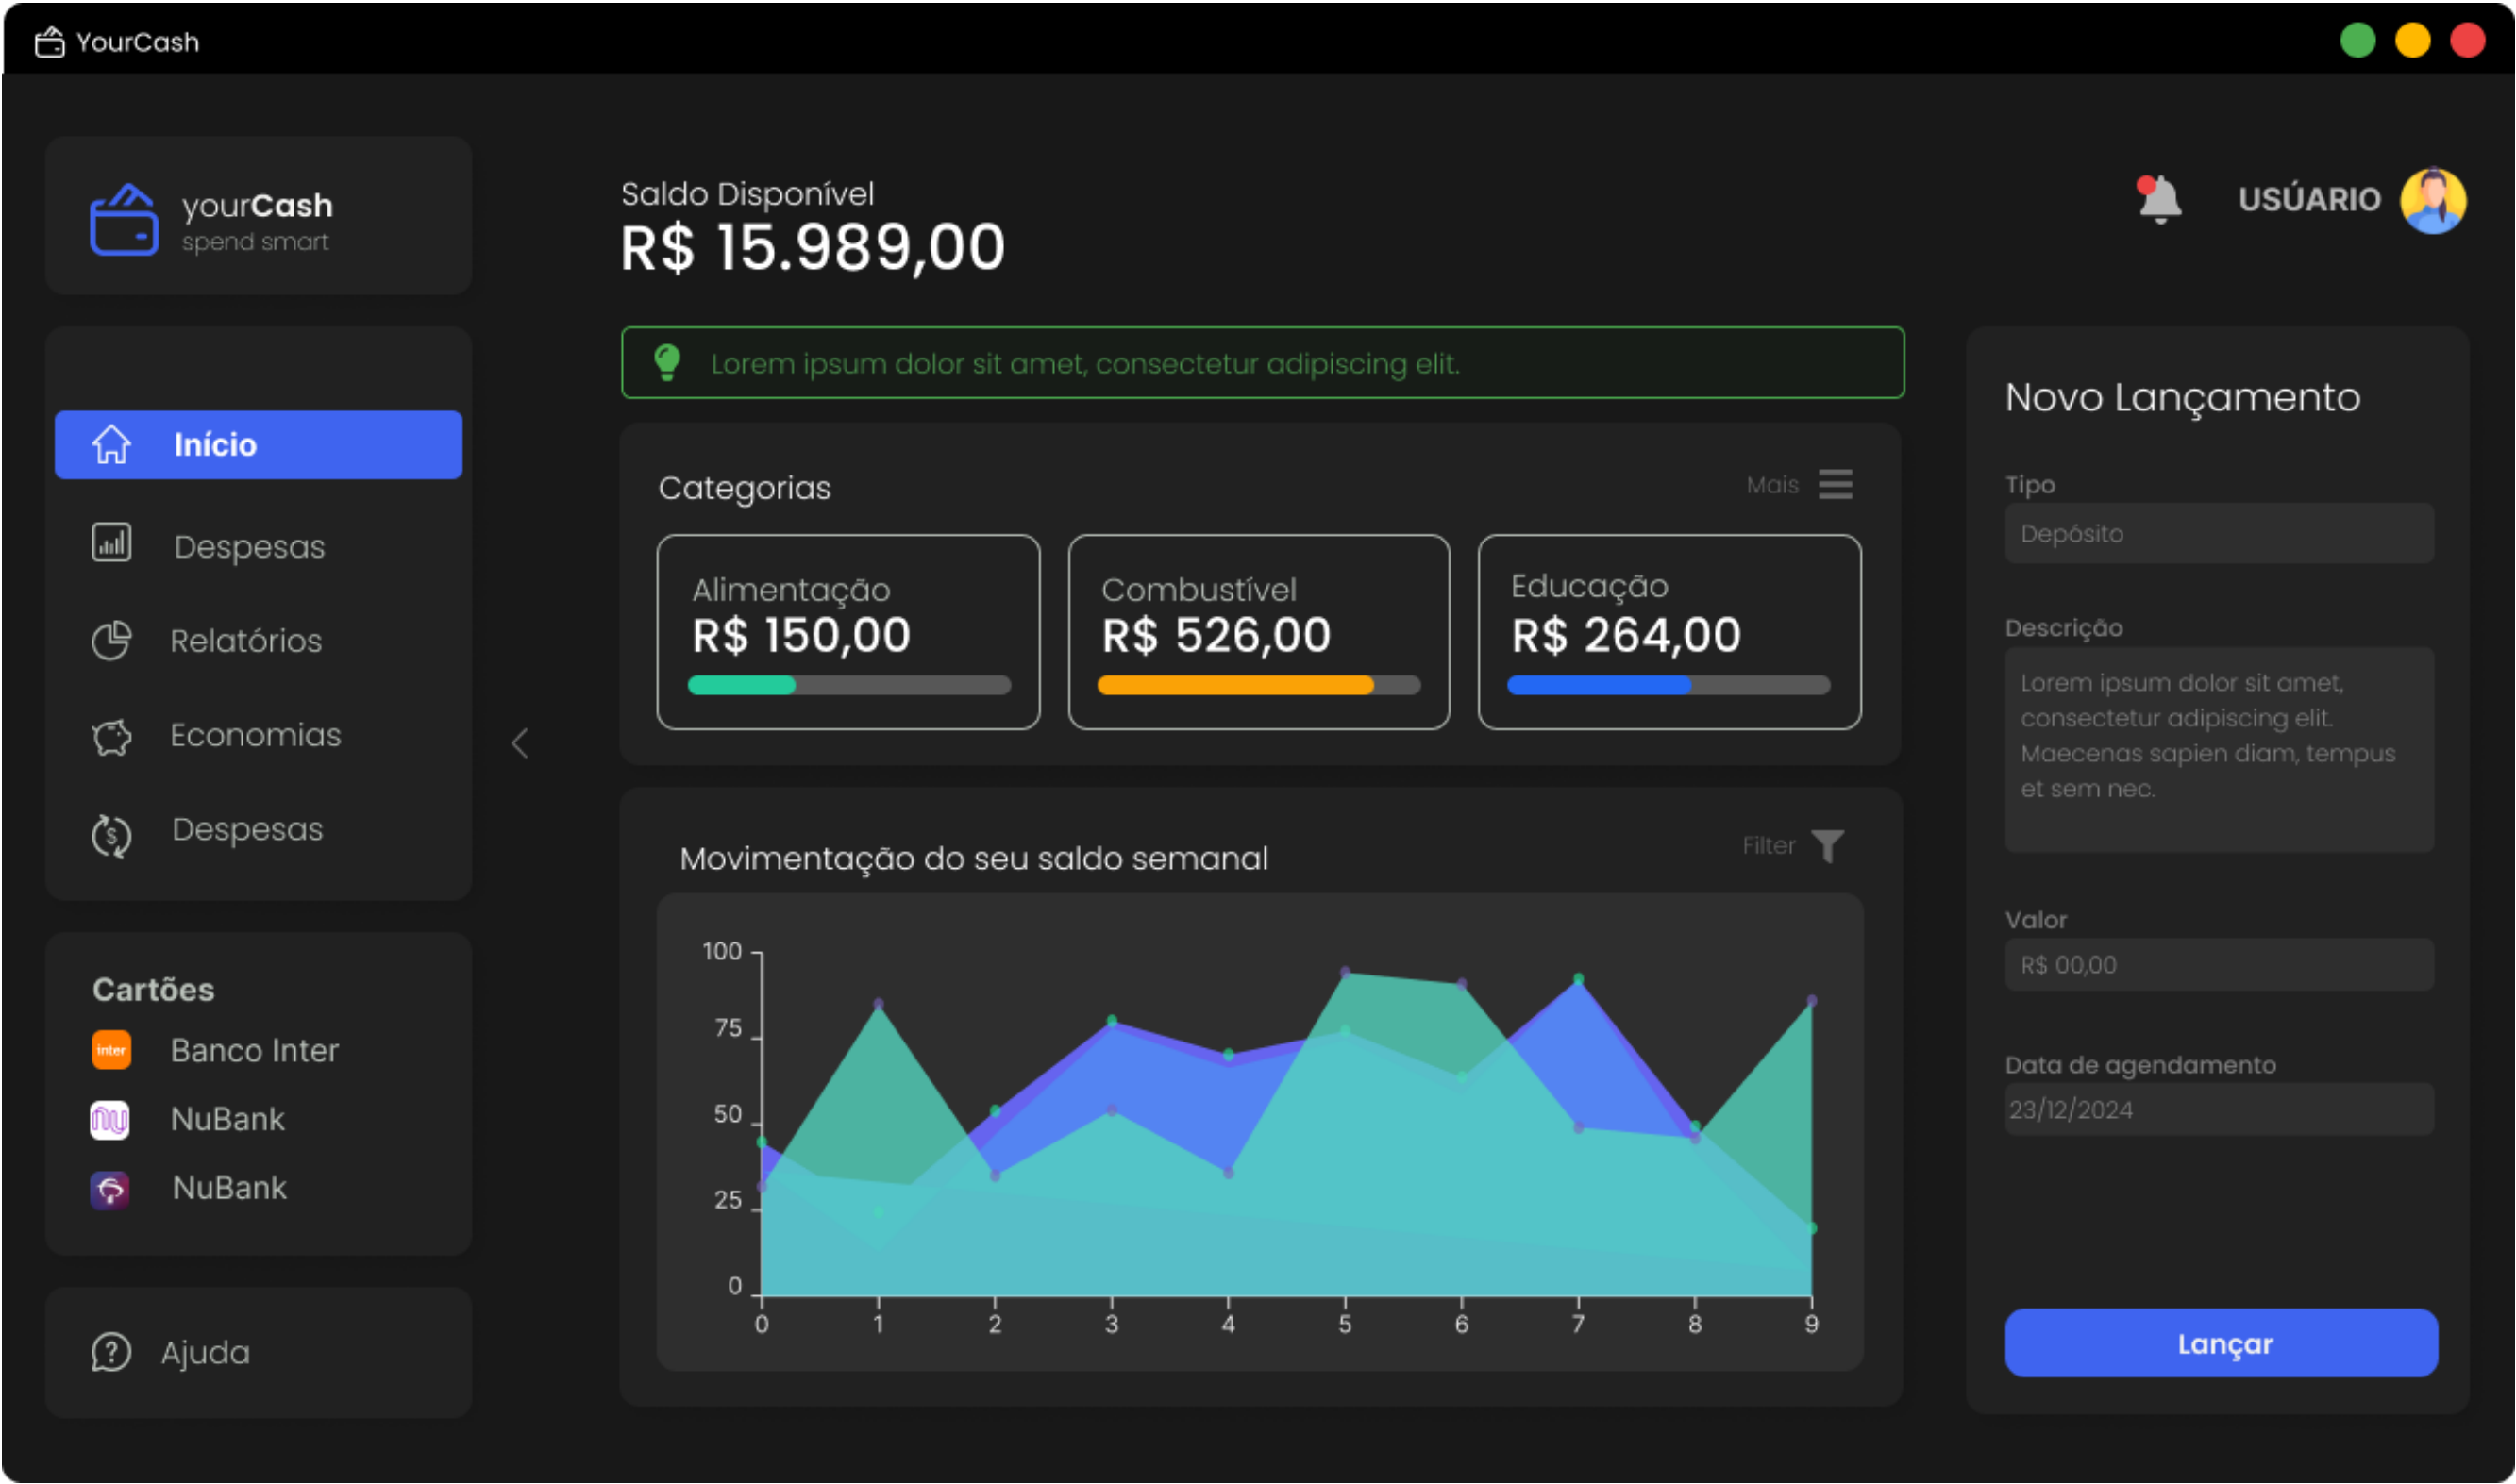 YourCash
yourCash
spend smart
Início
Despesas
Relatórios
Economias
Despesas
Cartões
inter
Banco Inter
nu
NuBank
NuBank
Ajuda
Saldo Disponível
R$ 15.989,00
USÚARIO
Lorem ipsum dolor sit amet, consectetur adipiscing elit.
Categorias
Mais
Alimentação
R$ 150,00
Combustível
R$ 526,00
Educação
R$ 264,00
Movimentação do seu saldo semanal
Filter
100
75
50
25
0
0 1 2 3 4 5 6 7 8 9
Novo Lançamento
Tipo
Depósito
Descrição
Lorem ipsum dolor sit amet,
consectetur adipiscing elit.
Maecenas sapien diam, tempus
et sem nec.
Valor
R$ 00,00
Data de agendamento
23/12/2024
Lançar